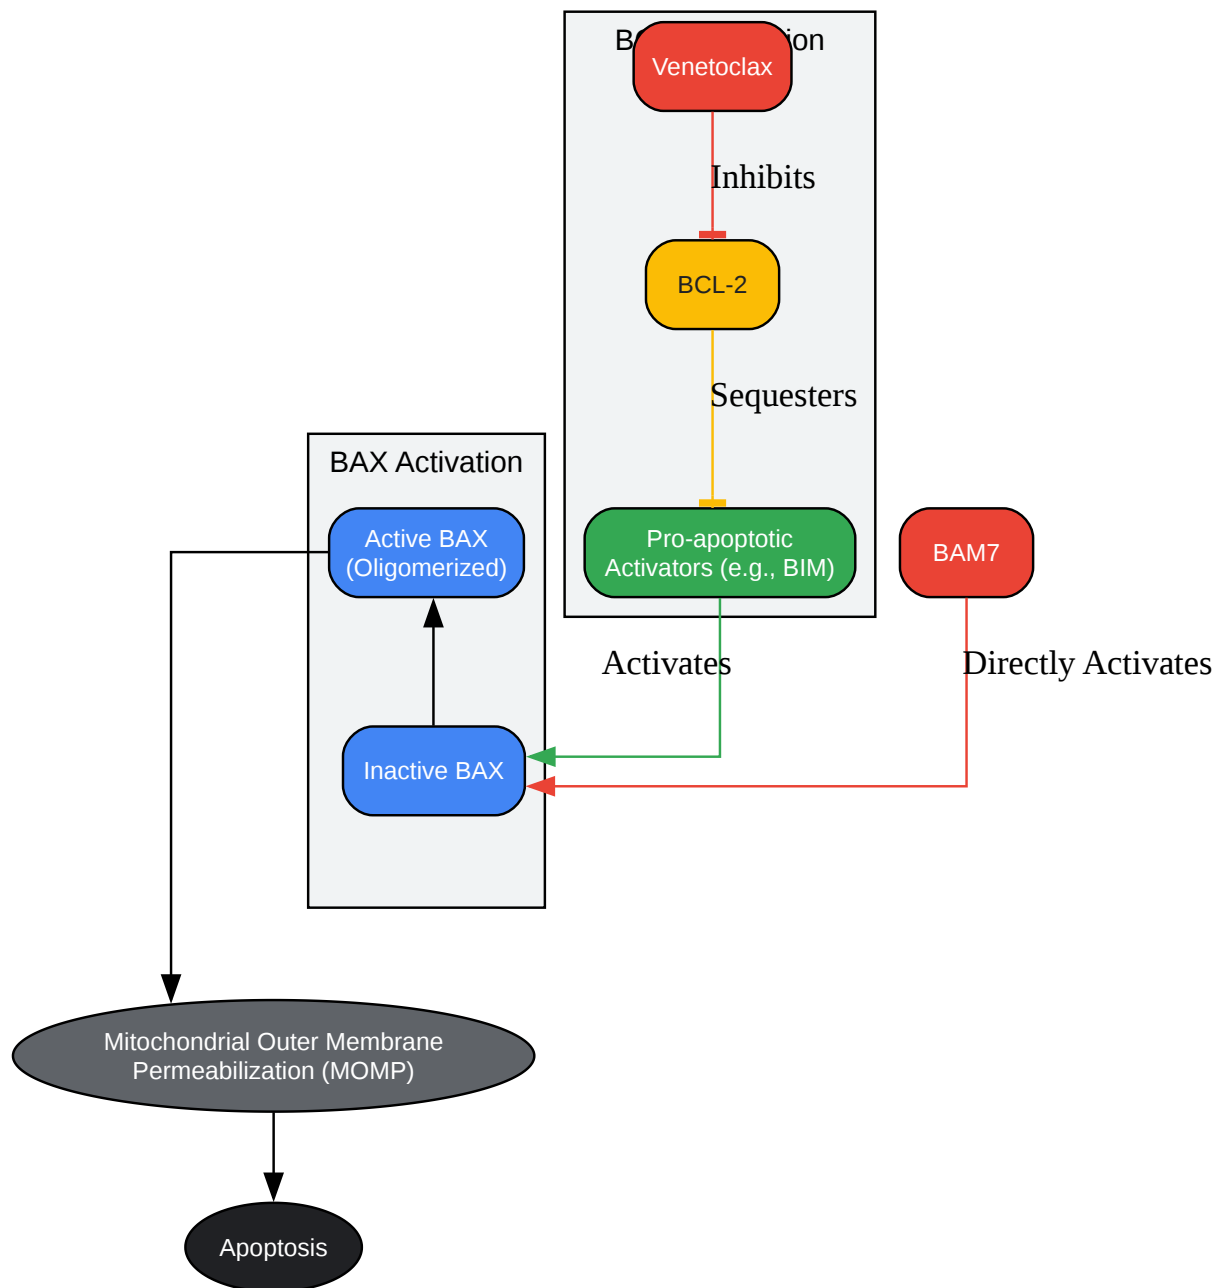 Venetoclax
Inhibits
BCL-2
Sequesters
BAX Activation
Active BAX
(Oligomerized)
Pro-apoptotic
Activators (e.g., BIM)
BAM7
Activates
Directly Activates
Inactive BAX
Mitochondrial Outer Membrane
Permeabilization (MOMP)
Apoptosis